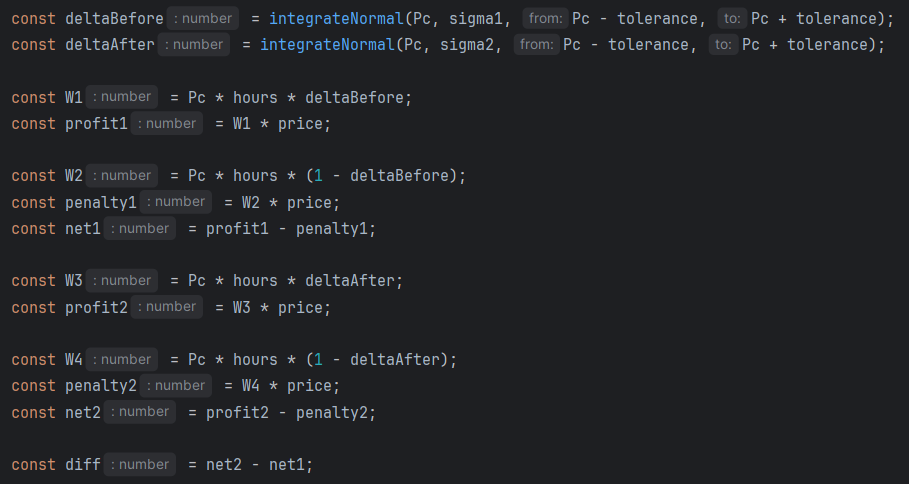 const deltaBefore : number = integrateNormal(Pc, sigma1, from: Pc - tolerance, to: Pc + tolerance);
const deltaAfter : number = integrateNormal(Pc, sigma2, from: Pc - tolerance, to: Pc + tolerance);
const W1 : number = Pc * hours * deltaBefore;
const profit1 : number = W1 * price;
const W2 : number = Pc * hours * (1 - deltaBefore);
const penalty1 : number = W2 * price;
const net1 : number = profit1 - penalty1;
const W3 : number = Pc * hours * deltaAfter;
const profit2 : number = W3 * price;
const W4 : number = Pc * hours * (1 - deltaAfter);
const penalty2 : number = W4 * price;
const net2 : number = profit2 - penalty2;
const diff : number = net2 - net1;